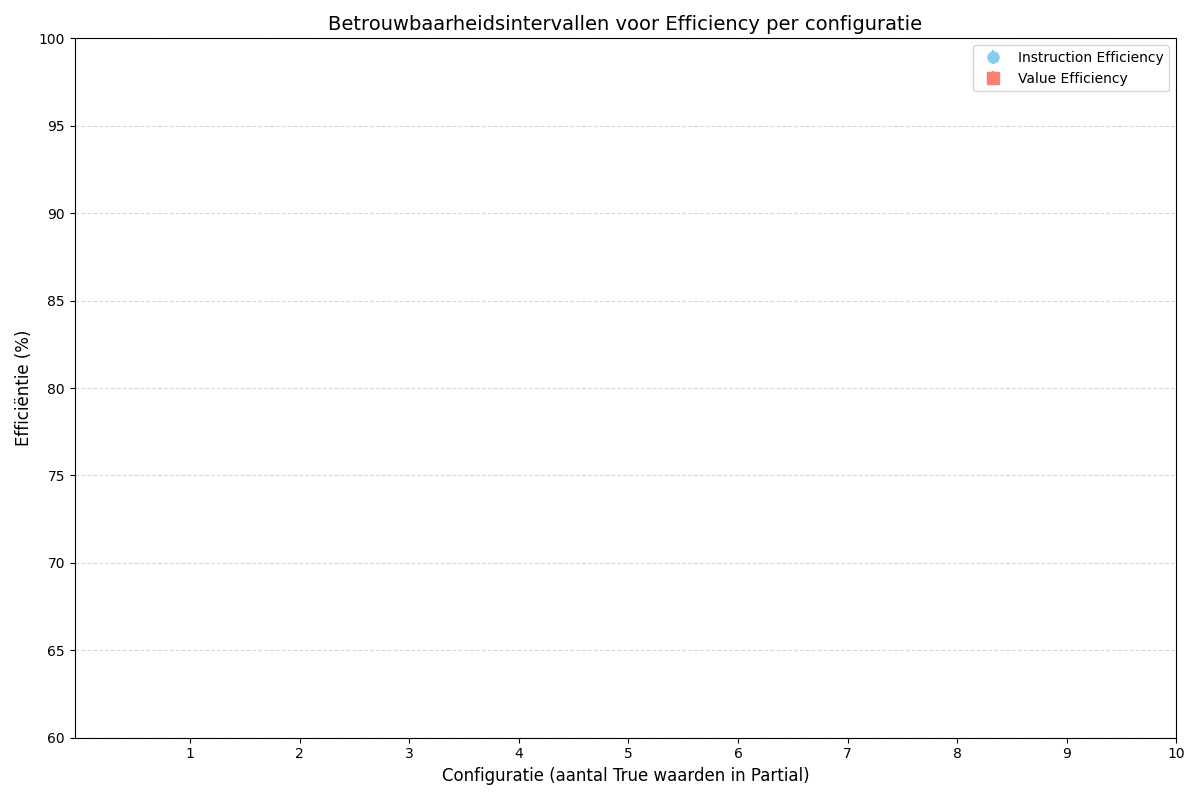 Betrouwbaarheidsintervallen voor Efficiency per configuratie
Instruction Efficiency
Value Efficiency
Efficiëntie (%)
100
95
90
85
80
75
70
65
60
1 2 3 4 5 6 7 8 9 10
Configuratie (aantal True waarden in Partial)